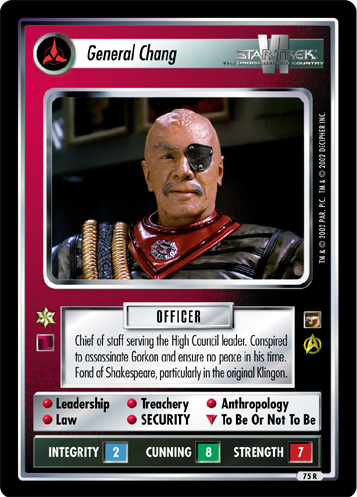 General Chang
STAR TREK
VI
THE UNDISCOVERED COUNTRY
TM & © 2002 PAR. PIC. TM & © 2002 DECIPHER INC.
OFFICER
Chief of staff serving the High Council leader. Conspired
to assassinate Gorkon and ensure no peace in his time.
Fond of Shakespeare, particularly in the original Klingon.
Leadership Treachery Anthropology
Law SECURITY To Be Or Not To Be
INTEGRITY 2 CUNNING 8 STRENGTH 7
75 R